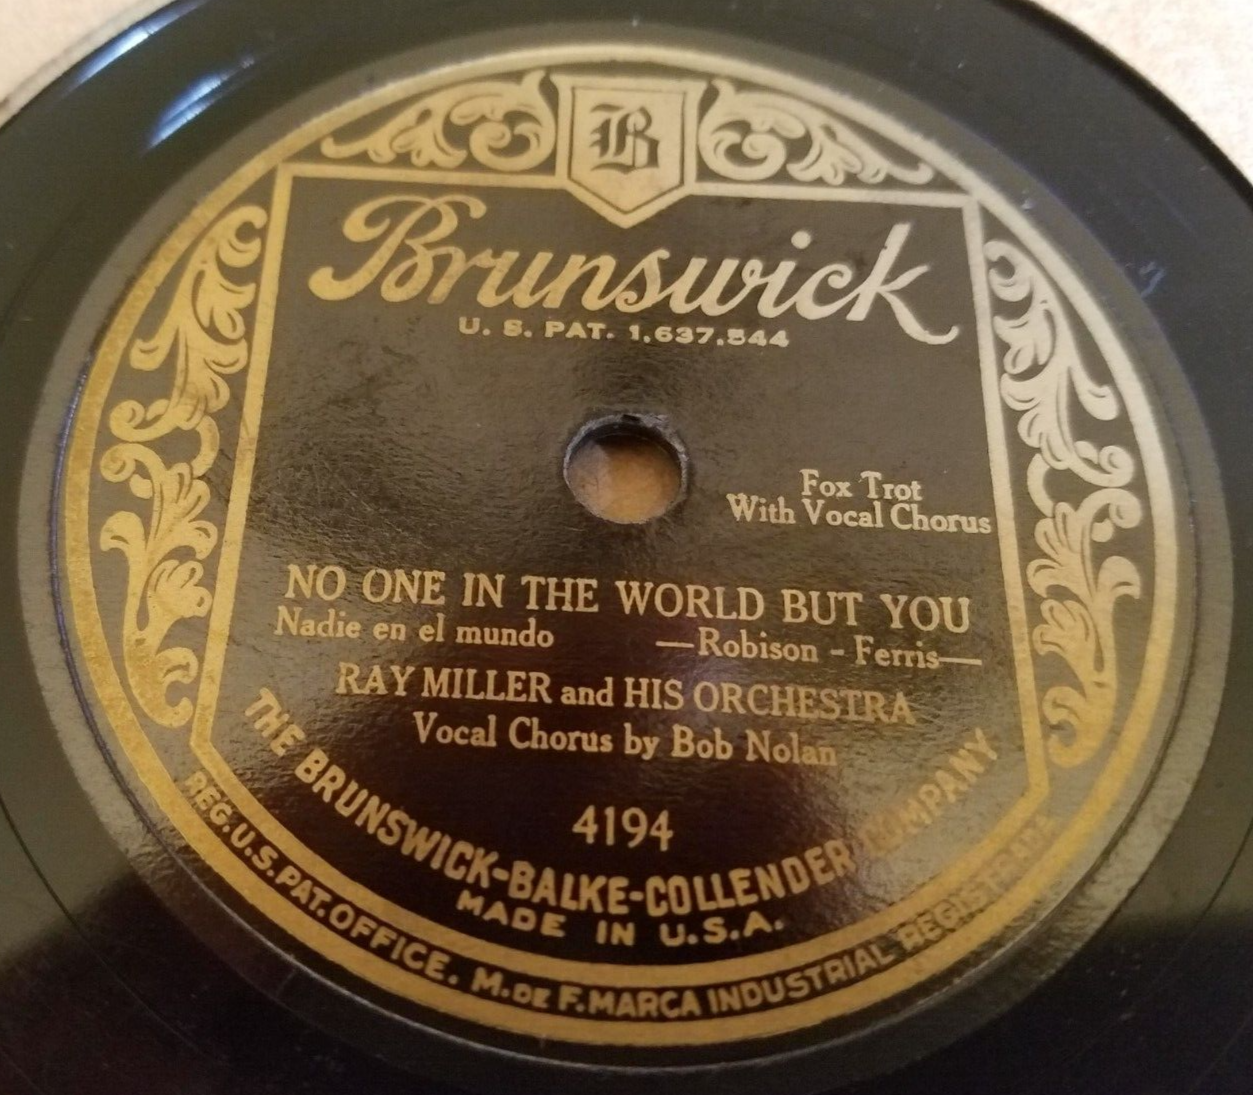 B
Brunswick
U. S. PAT. 1,637,544
Fox Trot
With Vocal Chorus
NO ONE IN THE WORLD BUT YOU
Nadie en el mundo —Robison - Ferris—
RAY MILLER and HIS ORCHESTRA
Vocal Chorus by Bob Nolan
4194
THE BRUNSWICK-BALKE-COLLENDER COMPANY
MADE IN U.S.A.
REG. U.S. PAT. OFFICE. M. DE F. MARCA INDUSTRIAL REGISTRADA